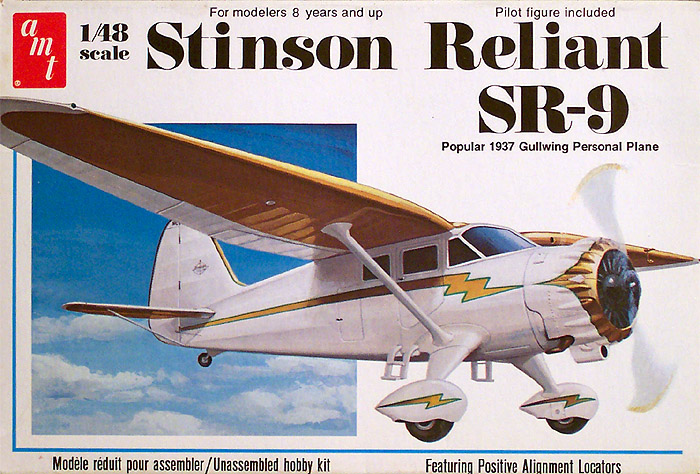 amt
®
1/48
scale
For modelers 8 years and up
Pilot figure included
Stinson Reliant
SR-9
Popular 1937 Gullwing Personal Plane
Modèle réduit pour assembler/Unassembled hobby kit
Featuring Positive Alignment Locators